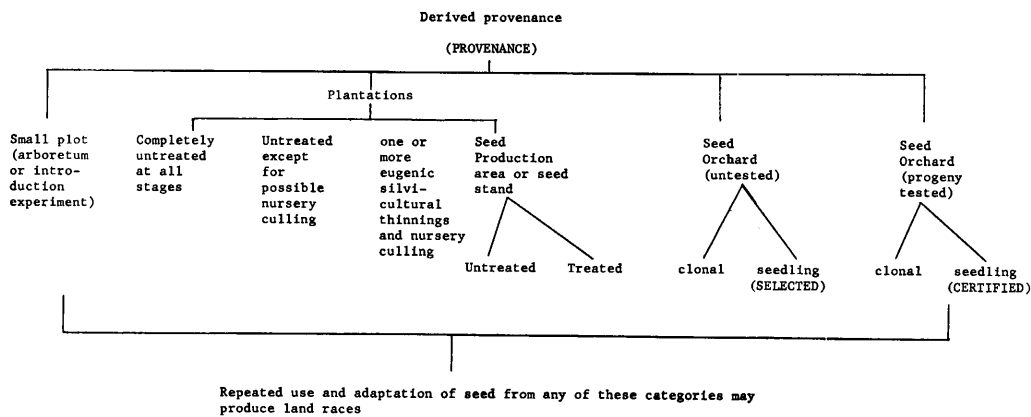 Derived provenance
(PROVENANCE)
Plantations
Small plot
(arboretum
or intro-
duction
experiment)
Completely
untreated
at all
stages
Untreated
except
for
possible
nursery
culling
one or
more
eugenic
silvi-
cultural
thinnings
and nursery
culling
Seed
Production
area or seed
stand
Untreated
Treated
Seed
Orchard
(untested)
clonal
seedling
(SELECTED)
Seed
Orchard
(progeny
tested)
clonal
seedling
(CERTIFIED)
Repeated use and adaptation of seed from any of these categories may
produce land races